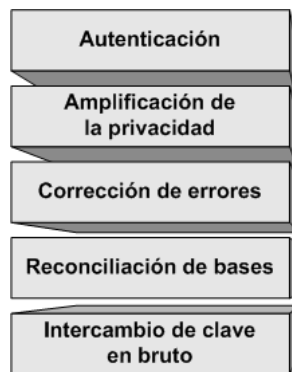 Autenticación
Amplificación de
la privacidad
Corrección de errores
Reconciliación de bases
Intercambio de clave
en bruto